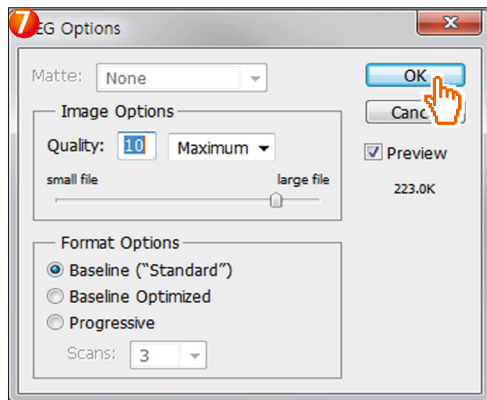 7
EG Options
Matte: None
Image Options
Quality: 10 Maximum
small file large file
Format Options
Baseline (“Standard”)
Baseline Optimized
Progressive
Scans: 3
OK
Canc
Preview
223.0K